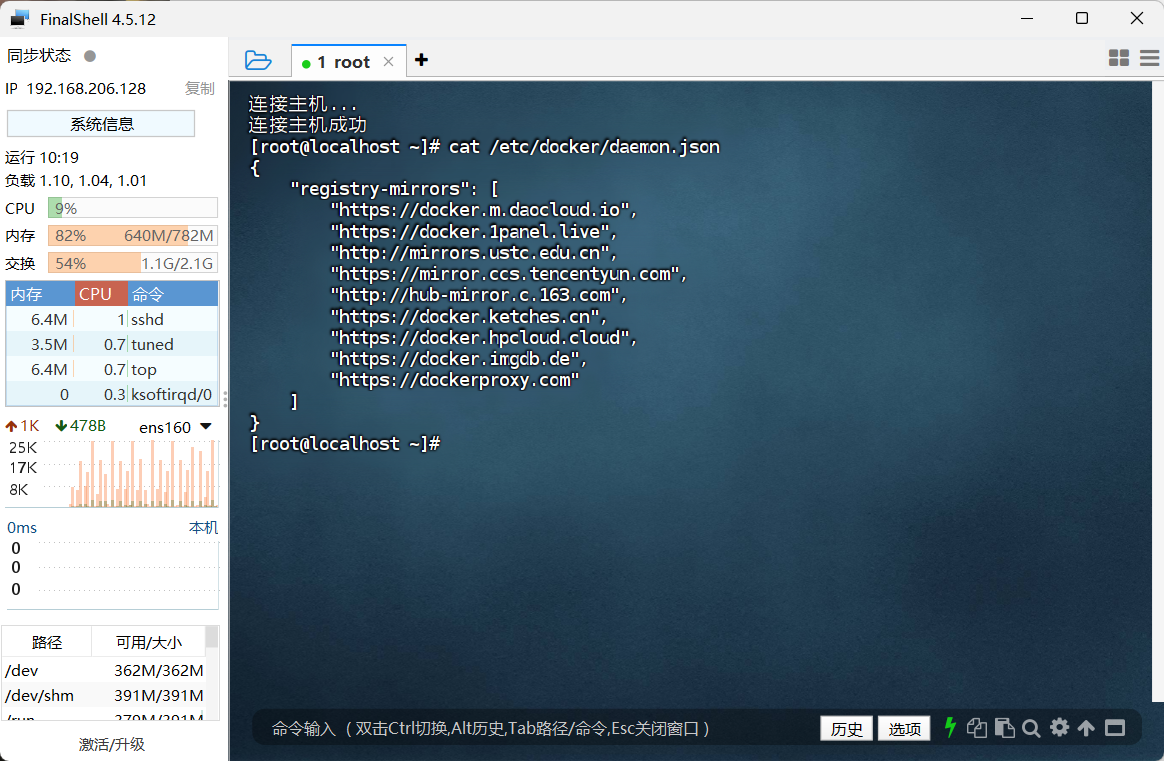 FinalShell 4.5.12
同步状态
IP 192.168.206.128 复制
系统信息
运行 10:19
负载 1.10, 1.04, 1.01
CPU 9%
内存 82% 640M/782M
交换 54% 1.1G/2.1G
内存 CPU 命令
6.4M 1 sshd
3.5M 0.7 tuned
6.4M 0.7 top
0 0.3 ksoftirqd/0
1K 478B ens160
25K
17K
8K
0ms 本机
0
0
0
路径 可用/大小
/dev 362M/362M
/dev/shm 391M/391M
/run 379M/391M
激活/升级
1 root
连接主机...
连接主机成功
[root@localhost ~]# cat /etc/docker/daemon.json
{
    "registry-mirrors": [
        "https://docker.m.daocloud.io",
        "https://docker.1panel.live",
        "http://mirrors.ustc.edu.cn",
        "https://mirror.ccs.tencentyun.com",
        "http://hub-mirror.c.163.com",
        "https://docker.ketches.cn",
        "https://docker.hpcloud.cloud",
        "https://docker.imgdb.de",
        "https://dockerproxy.com"
    ]
}
[root@localhost ~]#
命令输入 (双击Ctrl切换,Alt历史,Tab路径/命令,Esc关闭窗口)
历史 选项